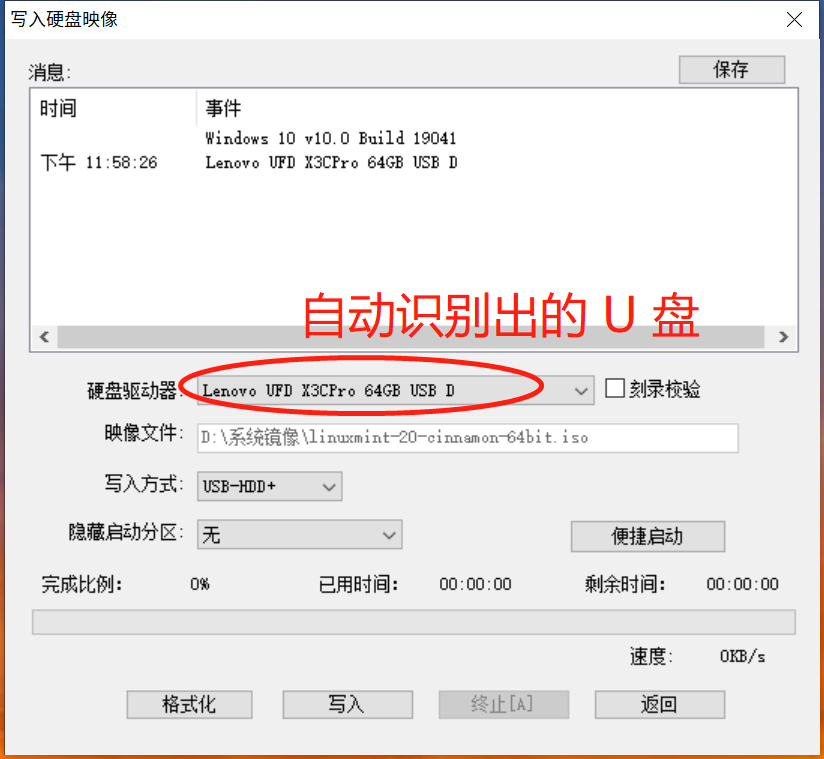 写入硬盘映像
消息:
保存
时间 事件
Windows 10 v10.0 Build 19041
下午 11:58:26 Lenovo UFD X3CPro 64GB USB D
自动识别出的 U 盘
硬盘驱动器: Lenovo UFD X3CPro 64GB USB D 刻录校验
映像文件: D:\系统镜像\linuxmint-20-cinnamon-64bit.iso
写入方式: USB-HDD+
隐藏启动分区: 无 便捷启动
完成比例: 0% 已用时间: 00:00:00 剩余时间: 00:00:00
速度: 0KB/s
格式化 写入 终止[A] 返回